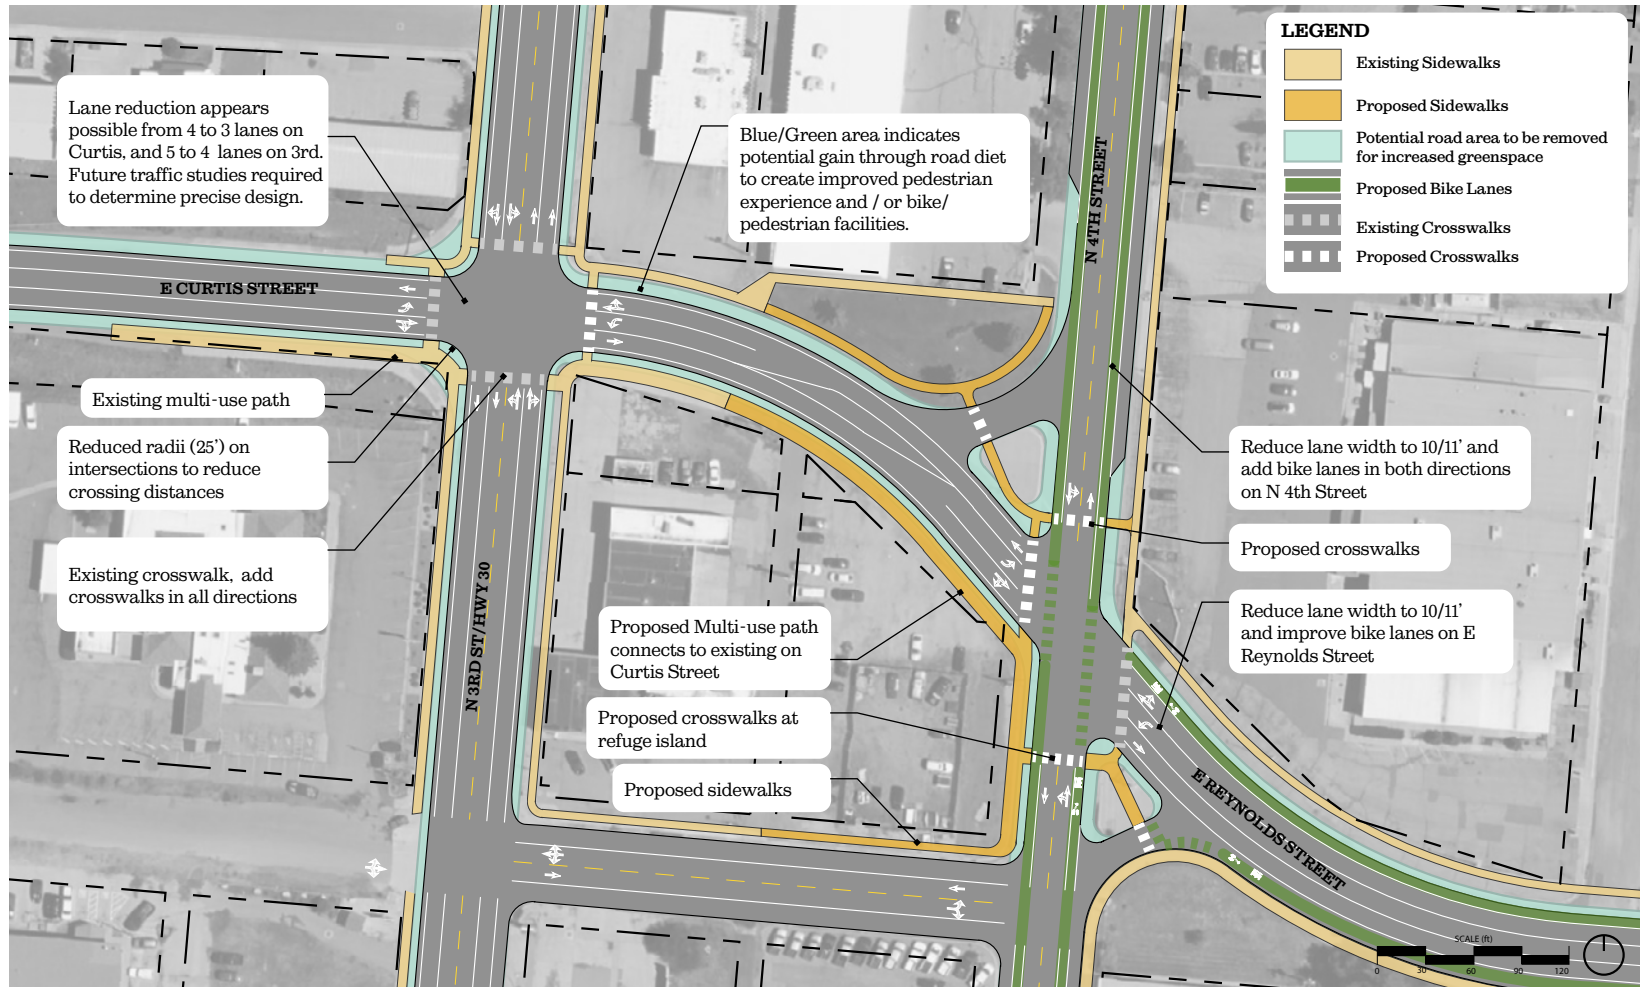 Lane reduction appears
possible from 4 to 3 lanes on
Curtis, and 5 to 4 lanes on 3rd.
Future traffic studies required
to determine precise design.
Blue/Green area indicates
potential gain through road diet
to create improved pedestrian
experience and / or bike/
pedestrian facilities.
LEGEND
Existing Sidewalks
Proposed Sidewalks
Potential road area to be removed
for increased greenspace
Proposed Bike Lanes
Existing Crosswalks
Proposed Crosswalks
N 4TH STREET
E CURTIS STREET
Existing multi-use path
Reduced radii (25') on
intersections to reduce
crossing distances
Existing crosswalk, add
crosswalks in all directions
N 3RD ST/HWY 30
Reduce lane width to 10/11' and
add bike lanes in both directions
on N 4th Street
Proposed crosswalks
Reduce lane width to 10/11'
and improve bike lanes on E
Reynolds Street
Proposed Multi-use path
connects to existing on
Curtis Street
Proposed crosswalks at
refuge island
Proposed sidewalks
E REYNOLDS STREET
SCALE (ft)
0 30 60 90 120